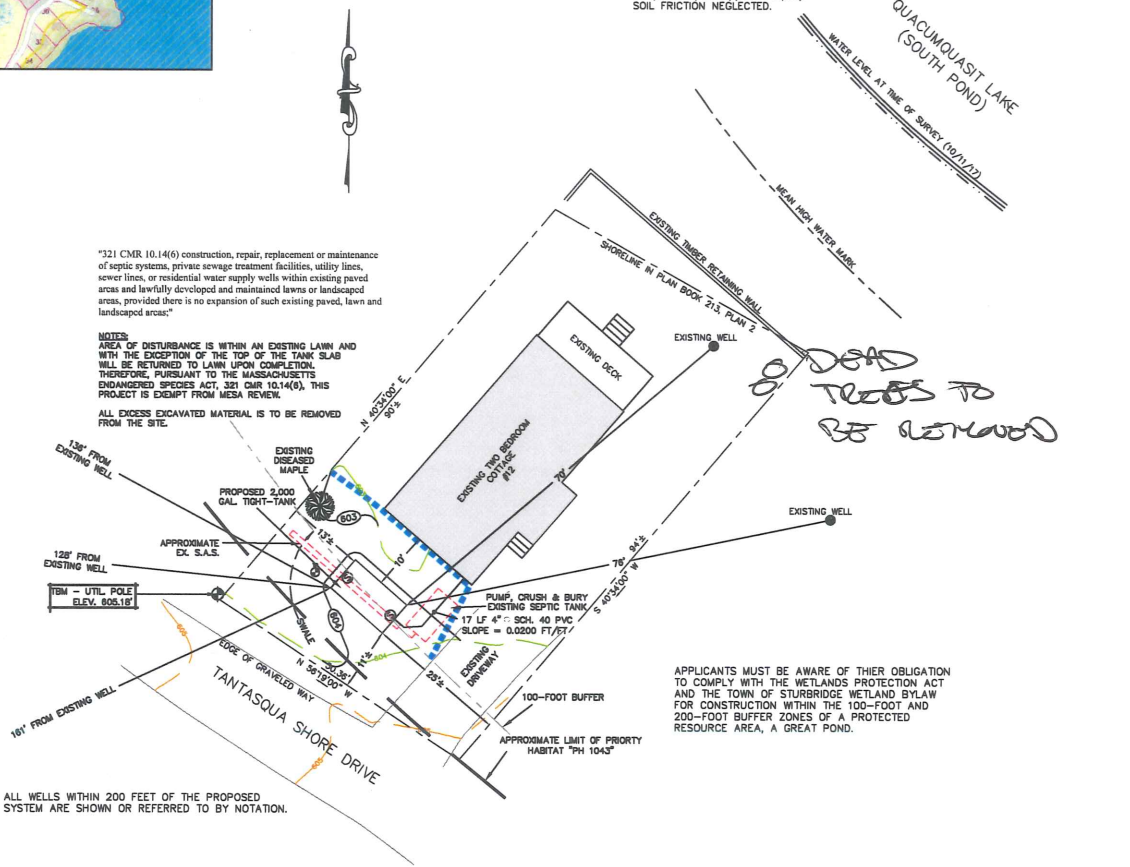 SOIL FRICTION NEGLECTED.
QUACUMQUASIT LAKE
(SOUTH POND)
WATER LEVEL AT TIME OF SURVEY (10/11/17)
MEAN HIGH WATER MARK
EXISTING TIMBER RETAINING WALL
SHORELINE IN PLAN BOOK 213, PLAN 2
"321 CMR 10.14(6) construction, repair, replacement or maintenance
of septic systems, private sewage treatment facilities, utility lines,
sewer lines, or residential water supply wells within existing paved
areas and lawfully developed and maintained lawns or landscaped
areas, provided there is no expansion of such existing paved, lawn and
landscaped areas;"
NOTES:
AREA OF DISTURBANCE IS WITHIN AN EXISTING LAWN AND
WITH THE EXCEPTION OF THE TOP OF THE TANK SLAB
WILL BE RETURNED TO LAWN UPON COMPLETION.
THEREFORE, PURSUANT TO THE MASSACHUSETTS
ENDANGERED SPECIES ACT, 321 CMR 10.14(6), THIS
PROJECT IS EXEMPT FROM MESA REVIEW.
ALL EXCESS EXCAVATED MATERIAL IS TO BE REMOVED
FROM THE SITE.
EXISTING WELL
EXISTING DECK
DEAD
TREES TO
BE REMOVED
N 40°34'00" E
90'±
EXISTING TWO BEDROOM
COTTAGE
#12
70'
136' FROM
EXISTING WELL
EXISTING
DISEASED
MAPLE
PROPOSED 2,000
GAL. TIGHT-TANK
603
13'±
10'
APPROXIMATE
EX. S.A.S.
EXISTING WELL
76'
94'±
S 40°34'00" W
128' FROM
EXISTING WELL
TBM - UTIL POLE
ELEV. 605.18'
PUMP, CRUSH & BURY
EXISTING SEPTIC TANK
17 LF 4" SCH. 40 PVC
SLOPE = 0.0200 FT/FT
SWALE
604
604
11'±
50.36'
N 56°19'00" W
EDGE OF GRAVELED WAY
EXISTING
DRIVEWAY
25'±
605
605
TANTASQUA SHORE DRIVE
161' FROM EXISTING WELL
100-FOOT BUFFER
APPROXIMATE LIMIT OF PRIORTY
HABITAT "PH 1043"
APPLICANTS MUST BE AWARE OF THIER OBLIGATION
TO COMPLY WITH THE WETLANDS PROTECTION ACT
AND THE TOWN OF STURBRIDGE WETLAND BYLAW
FOR CONSTRUCTION WITHIN THE 100-FOOT AND
200-FOOT BUFFER ZONES OF A PROTECTED
RESOURCE AREA, A GREAT POND.
ALL WELLS WITHIN 200 FEET OF THE PROPOSED
SYSTEM ARE SHOWN OR REFERRED TO BY NOTATION.